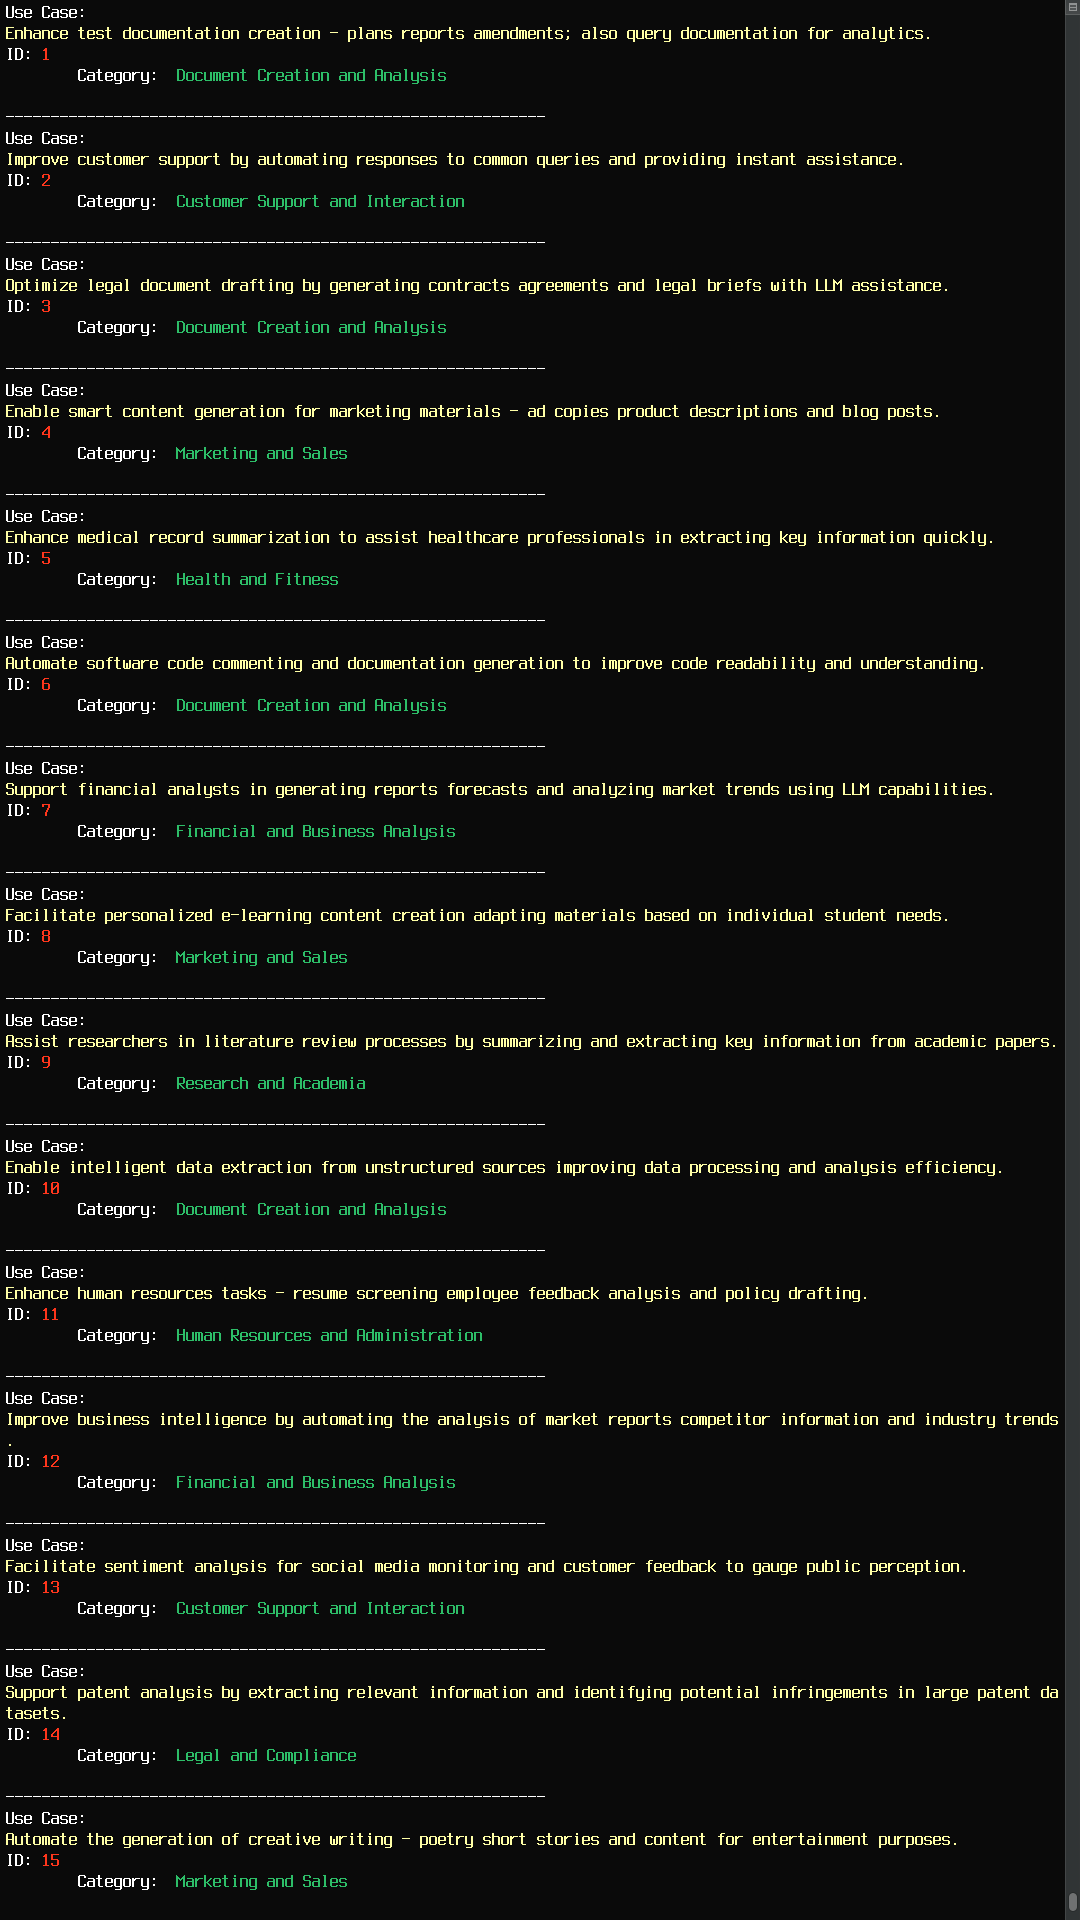 Use Case:
Enhance test documentation creation - plans reports amendments; also query documentation for analytics.
ID: 1
Category: Document Creation and Analysis
____________________________________________________________
Use Case:
Improve customer support by automating responses to common queries and providing instant assistance.
ID: 2
Category: Customer Support and Interaction
____________________________________________________________
Use Case:
Optimize legal document drafting by generating contracts agreements and legal briefs with LLM assistance.
ID: 3
Category: Document Creation and Analysis
____________________________________________________________
Use Case:
Enable smart content generation for marketing materials - ad copies product descriptions and blog posts.
ID: 4
Category: Marketing and Sales
____________________________________________________________
Use Case:
Enhance medical record summarization to assist healthcare professionals in extracting key information quickly.
ID: 5
Category: Health and Fitness
____________________________________________________________
Use Case:
Automate software code commenting and documentation generation to improve code readability and understanding.
ID: 6
Category: Document Creation and Analysis
____________________________________________________________
Use Case:
Support financial analysts in generating reports forecasts and analyzing market trends using LLM capabilities.
ID: 7
Category: Financial and Business Analysis
____________________________________________________________
Use Case:
Facilitate personalized e-learning content creation adapting materials based on individual student needs.
ID: 8
Category: Marketing and Sales
____________________________________________________________
Use Case:
Assist researchers in literature review processes by summarizing and extracting key information from academic papers.
ID: 9
Category: Research and Academia
____________________________________________________________
Use Case:
Enable intelligent data extraction from unstructured sources improving data processing and analysis efficiency.
ID: 10
Category: Document Creation and Analysis
____________________________________________________________
Use Case:
Enhance human resources tasks - resume screening employee feedback analysis and policy drafting.
ID: 11
Category: Human Resources and Administration
____________________________________________________________
Use Case:
Improve business intelligence by automating the analysis of market reports competitor information and industry trends
.
ID: 12
Category: Financial and Business Analysis
____________________________________________________________
Use Case:
Facilitate sentiment analysis for social media monitoring and customer feedback to gauge public perception.
ID: 13
Category: Customer Support and Interaction
____________________________________________________________
Use Case:
Support patent analysis by extracting relevant information and identifying potential infringements in large patent da
tasets.
ID: 14
Category: Legal and Compliance
____________________________________________________________
Use Case:
Automate the generation of creative writing - poetry short stories and content for entertainment purposes.
ID: 15
Category: Marketing and Sales